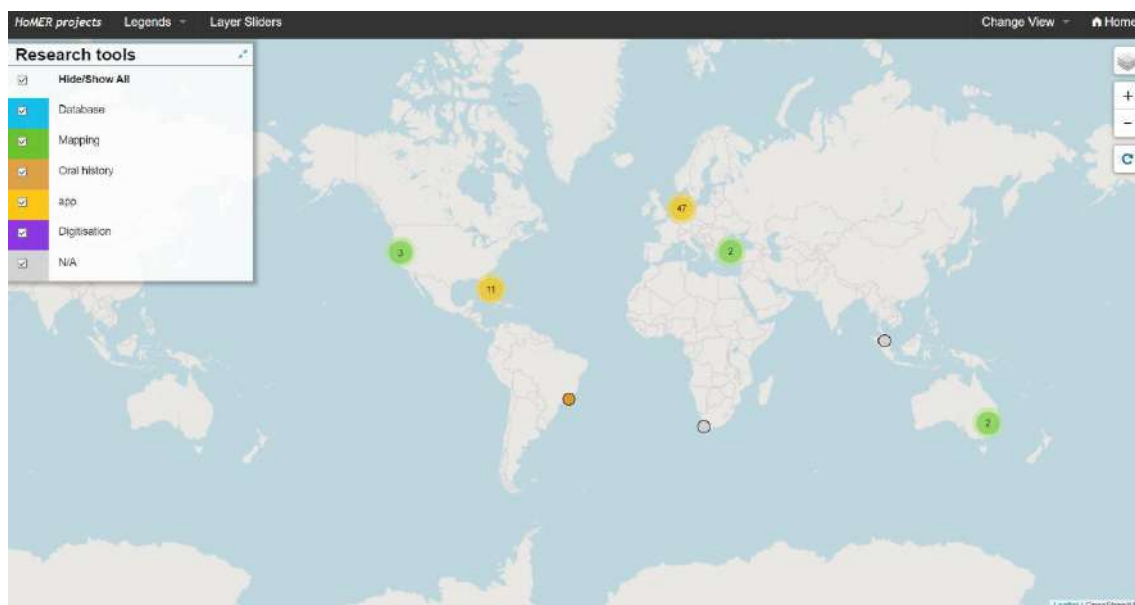 HoMER projects Legends Layer Sliders Change View Home
Research tools
Hide/Show All
Database
Mapping
Oral history
app
Digitisation
N/A
47
3
2
11
2